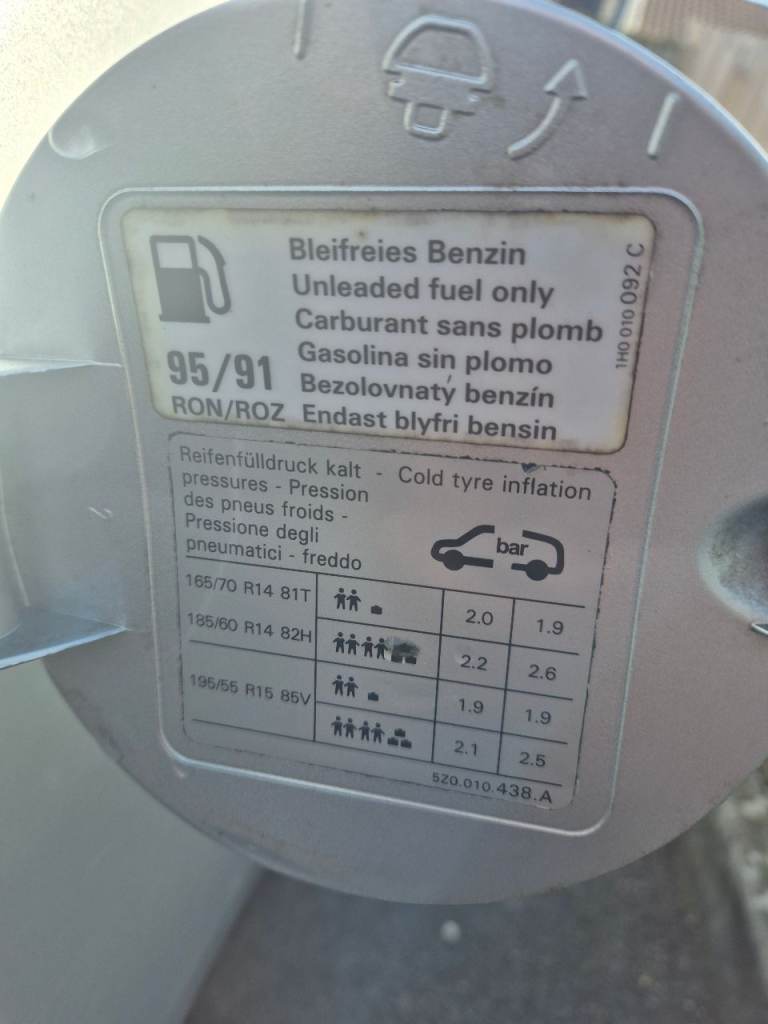 Bleifreies Benzin
Unleaded fuel only
Carburant sans plomb
Gasolina sin plomo
Bezolovnatý benzín
Endast blyfri bensin
95/91
RON/ROZ
1H0 010 092 C
Reifenfülldruck kalt - Cold tyre inflation
pressures - Pression
des pneus froids -
Pressione degli
pneumatici - freddo
bar
165/70 R14 81T 2.0 1.9
185/60 R14 82H 2.2 2.6
195/55 R15 85V 1.9 1.9
2.1 2.5
5Z0.010.438.A